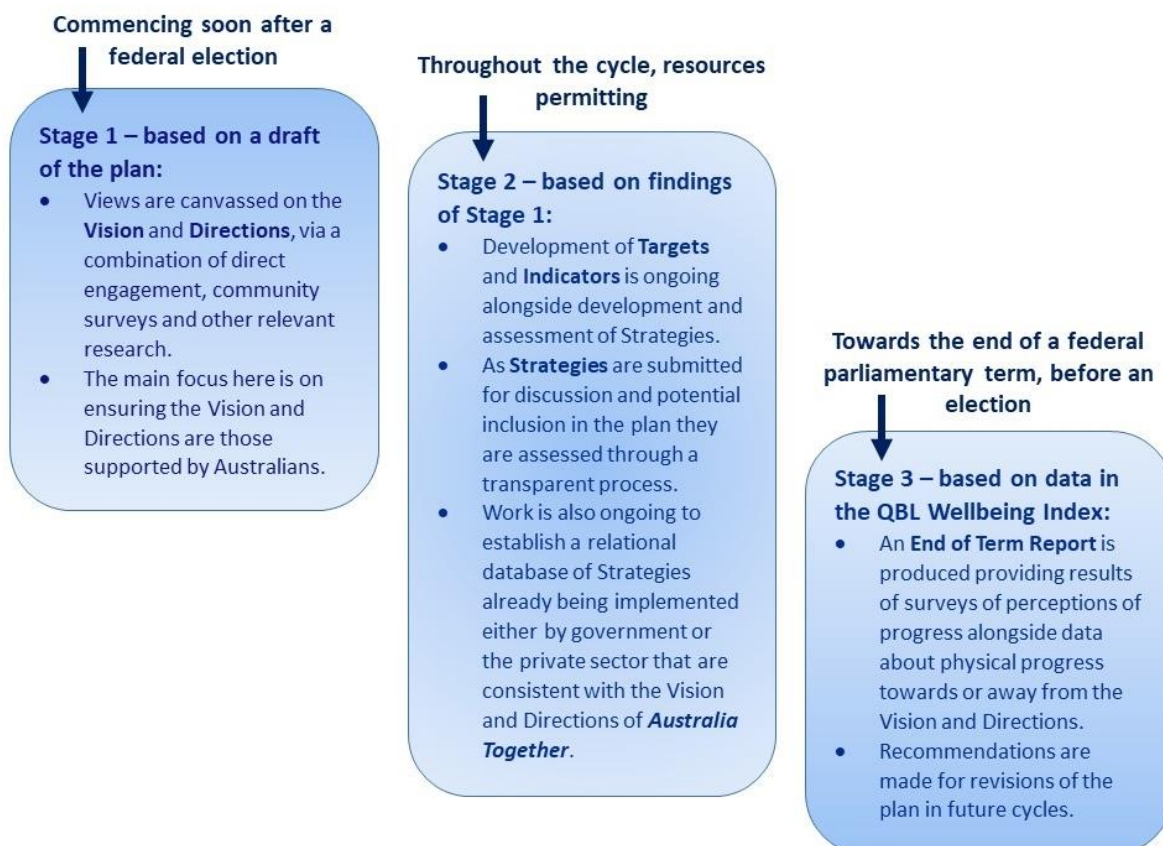 Commencing soon after a
federal election
Stage 1 – based on a draft
of the plan:
• Views are canvassed on the
Vision and Directions, via a
combination of direct
engagement, community
surveys and other relevant
research.
• The main focus here is on
ensuring the Vision and
Directions are those
supported by Australians.
Throughout the cycle, resources
permitting
Stage 2 – based on findings
of Stage 1:
• Development of Targets
and Indicators is ongoing
alongside development and
assessment of Strategies.
• As Strategies are submitted
for discussion and potential
inclusion in the plan they
are assessed through a
transparent process.
• Work is also ongoing to
establish a relational
database of Strategies
already being implemented
either by government or
the private sector that are
consistent with the Vision
and Directions of Australia
Together.
Towards the end of a federal
parliamentary term, before an
election
Stage 3 – based on data in
the QBL Wellbeing Index:
• An End of Term Report is
produced providing results
of surveys of perceptions of
progress alongside data
about physical progress
towards or away from the
Vision and Directions.
• Recommendations are
made for revisions of the
plan in future cycles.